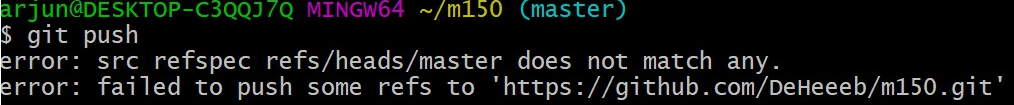 arjun@DESKTOP-C3QQJ7Q MINGW64 ~/m150 (master)
$ git push
error: src refspec refs/heads/master does not match any.
error: failed to push some refs to 'https://github.com/DeHeeeb/m150.git'